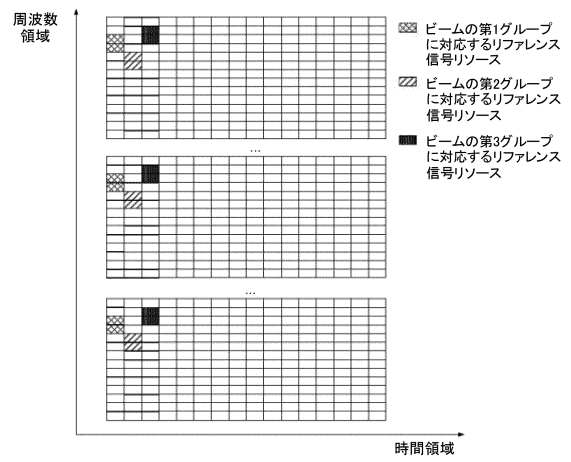 周波数
領域
ビームの第1グループ
に対応するリファレンス
信号リソース
ビームの第2グループ
に対応するリファレンス
信号リソース
ビームの第3グループ
に対応するリファレンス
信号リソース
...
...
時間領域